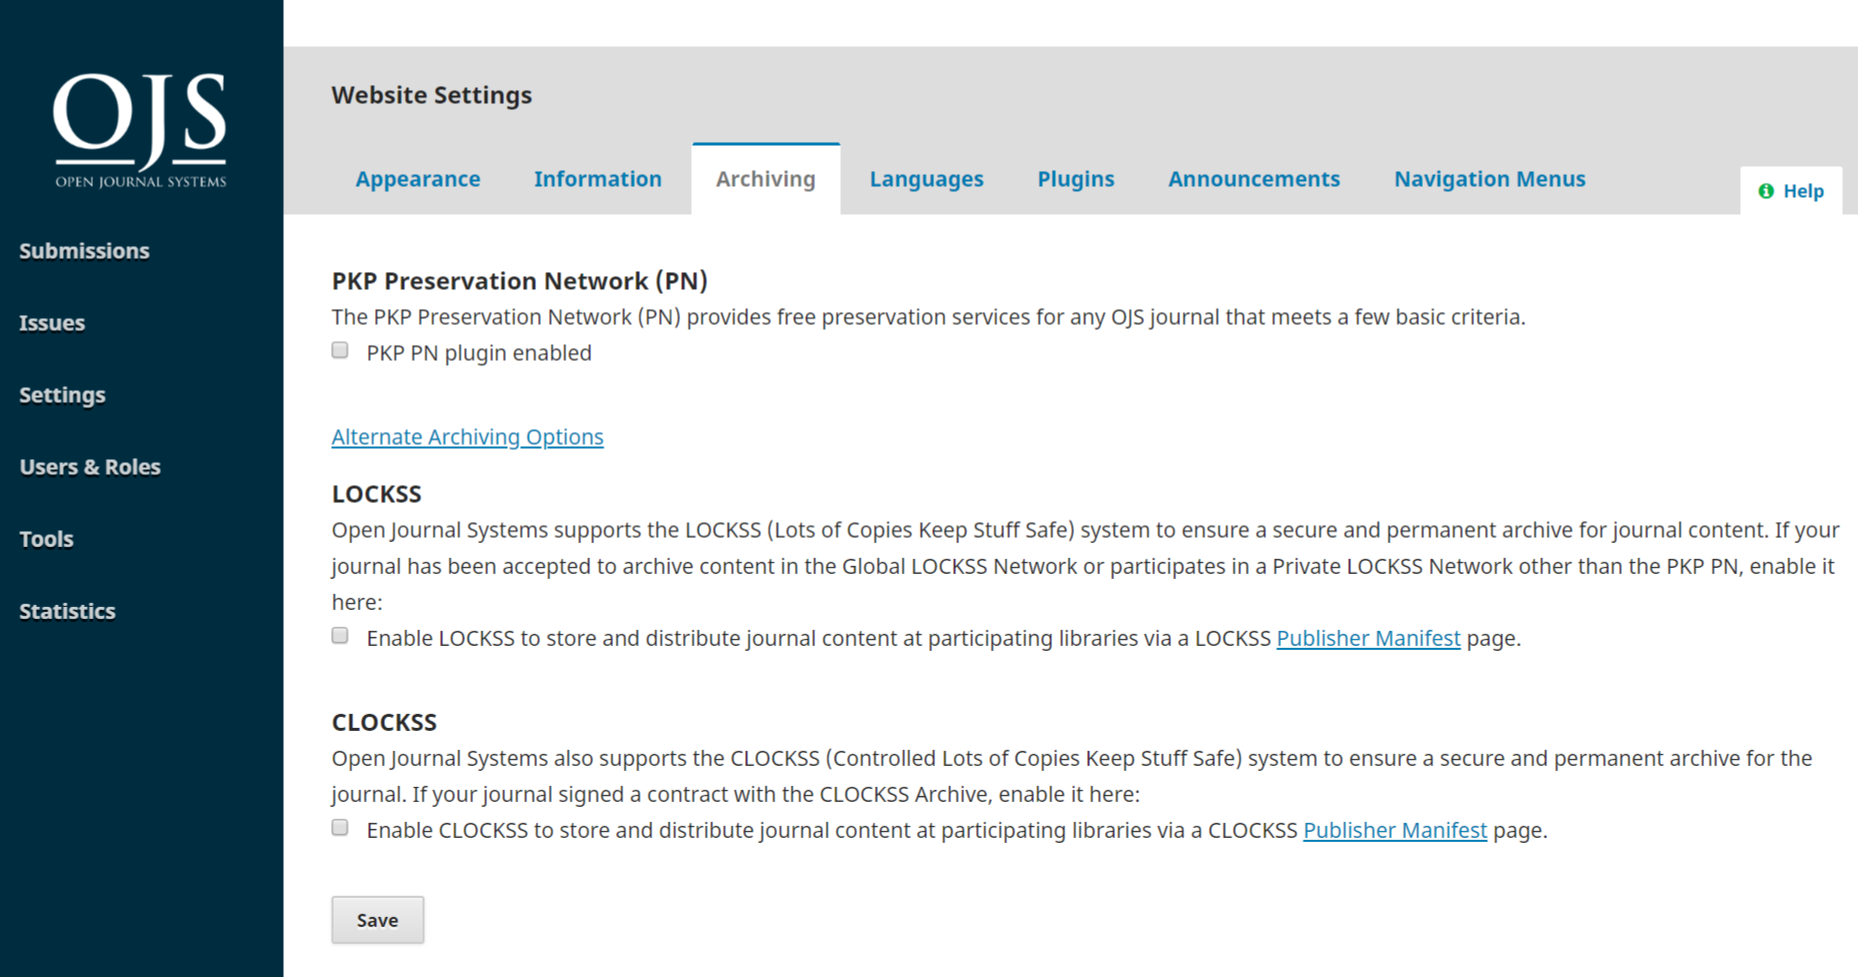 OJS
OPEN JOURNAL SYSTEMS
Submissions
Issues
Settings
Users & Roles
Tools
Statistics
Website Settings
Appearance Information Archiving Languages Plugins Announcements Navigation Menus
Help
PKP Preservation Network (PN)
The PKP Preservation Network (PN) provides free preservation services for any OJS journal that meets a few basic criteria.
PKP PN plugin enabled
Alternate Archiving Options
LOCKSS
Open Journal Systems supports the LOCKSS (Lots of Copies Keep Stuff Safe) system to ensure a secure and permanent archive for journal content. If your
journal has been accepted to archive content in the Global LOCKSS Network or participates in a Private LOCKSS Network other than the PKP PN, enable it
here:
Enable LOCKSS to store and distribute journal content at participating libraries via a LOCKSS Publisher Manifest page.
CLOCKSS
Open Journal Systems also supports the CLOCKSS (Controlled Lots of Copies Keep Stuff Safe) system to ensure a secure and permanent archive for the
journal. If your journal signed a contract with the CLOCKSS Archive, enable it here:
Enable CLOCKSS to store and distribute journal content at participating libraries via a CLOCKSS Publisher Manifest page.
Save